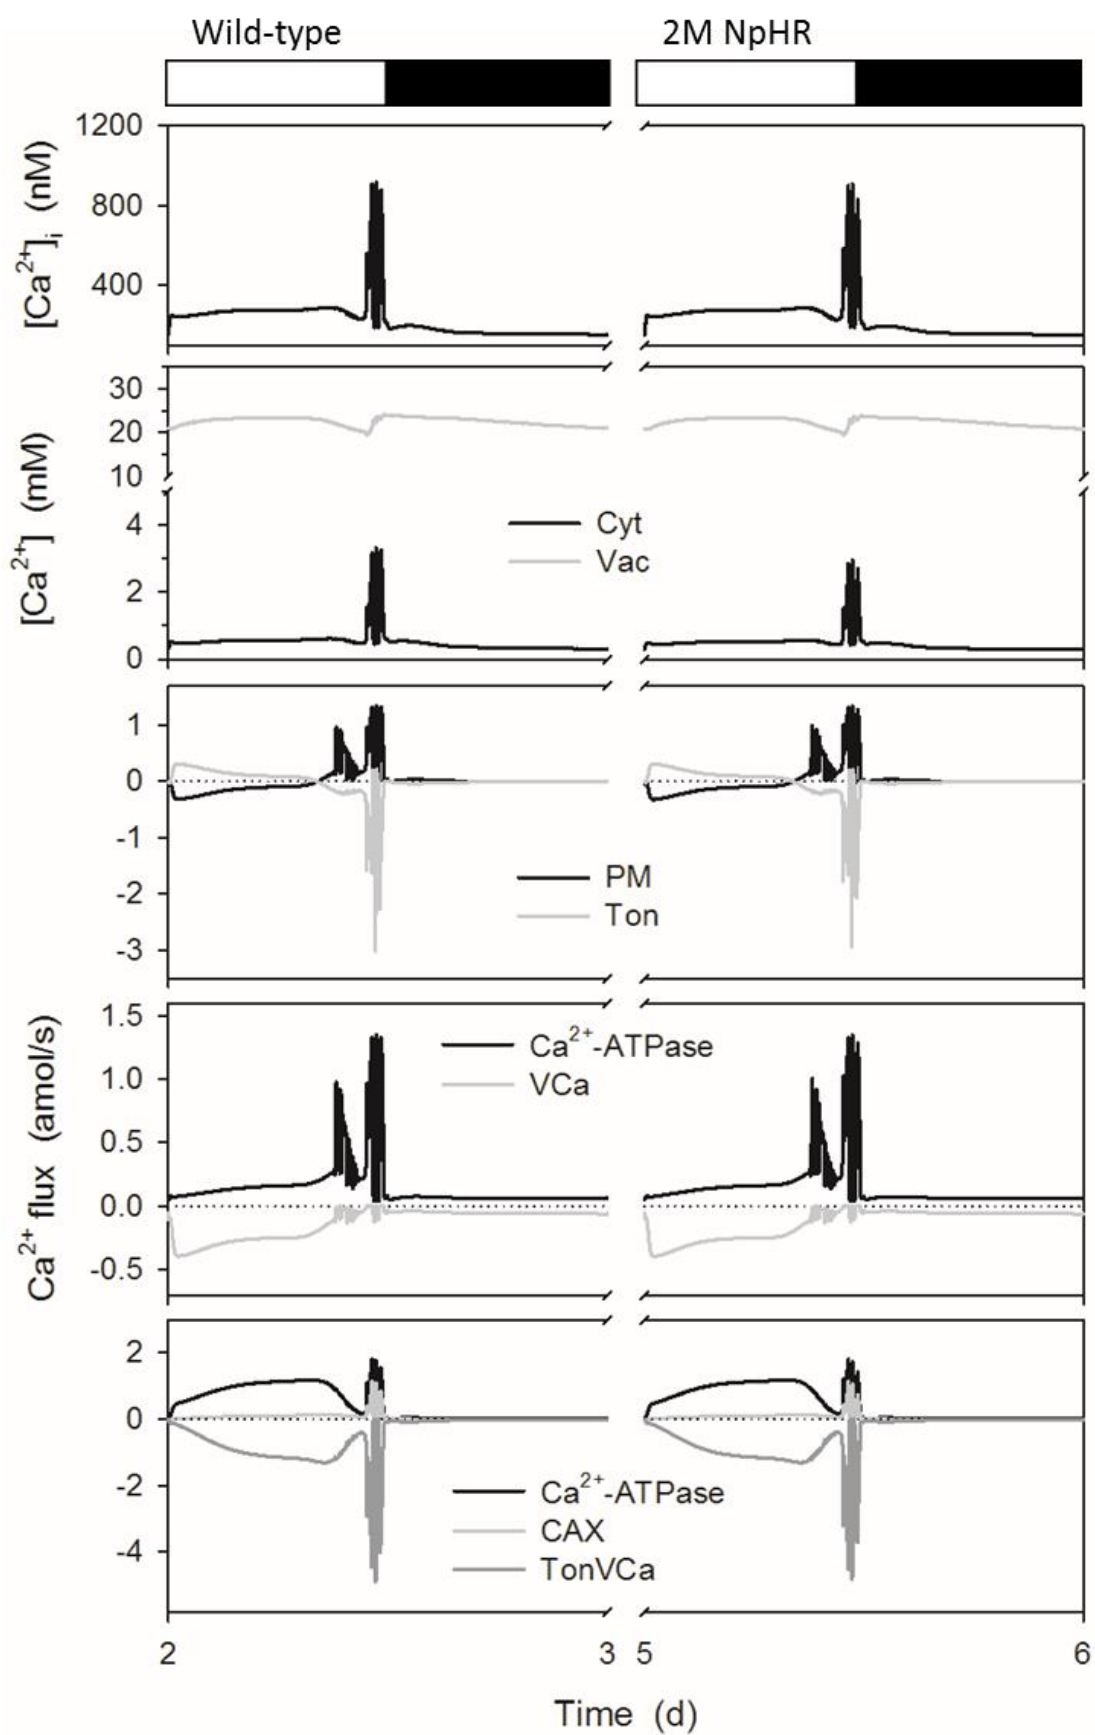 Wild-type 2M NpHR
[Ca²⁺]ᵢ (nM)
1200
800
400
[Ca²⁺] (mM)
30
20
10
4
2
0
Cyt
Vac
Ca²⁺ flux (amol/s)
1
0
-1
-2
-3
PM
Ton
1.5
1.0
0.5
0.0
-0.5
Ca²⁺-ATPase
VCa
2
0
-2
-4
Ca²⁺-ATPase
CAX
TonVCa
2 3 5 6
Time (d)